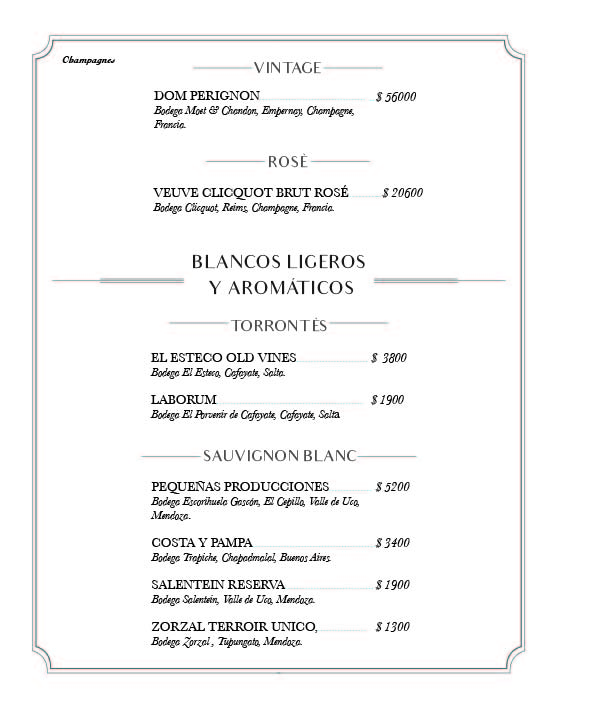 Champagnes
VINTAGE
DOM PERIGNON $ 56000
Bodega Moet & Chandon, Empernay, Champagne,
Francia.
ROSÈ
VEUVE CLICQUOT BRUT ROSÉ $ 20600
Bodega Clicquot, Reims, Champagne, Francia.
BLANCOS LIGEROS
Y AROMÁTICOS
TORRONTÉS
EL ESTECO OLD VINES $ 3800
Bodega El Esteco, Cafayate, Salta.
LABORUM $ 1900
Bodega El Porvenir de Cafayate, Cafayate, Salta
SAUVIGNON BLANC
PEQUEÑAS PRODUCCIONES $ 5200
Bodega Escorihuela Gascón, El Cepillo, Valle de Uco,
Mendoza.
COSTA Y PAMPA $ 3400
Bodega Trapiche, Chapadmalal, Buenos Aires.
SALENTEIN RESERVA $ 1900
Bodega Salentein, Valle de Uco, Mendoza.
ZORZAL TERROIR UNICO, $ 1300
Bodega Zorzal , Tupungato, Mendoza.